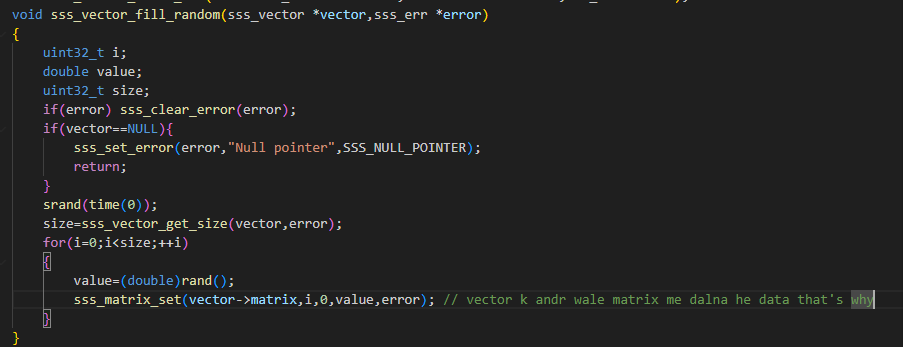 void sss_vector_fill_random(sss_vector *vector,sss_err *error)
{
    uint32_t i;
    double value;
    uint32_t size;
    if(error) sss_clear_error(error);
    if(vector==NULL){
        sss_set_error(error,"Null pointer",SSS_NULL_POINTER);
        return;
    }
    srand(time(0));
    size=sss_vector_get_size(vector,error);
    for(i=0;i<size;++i)
    {
        value=(double)rand();
        sss_matrix_set(vector->matrix,i,0,value,error); // vector k andr wale matrix me dalna he data that's why
    }
}